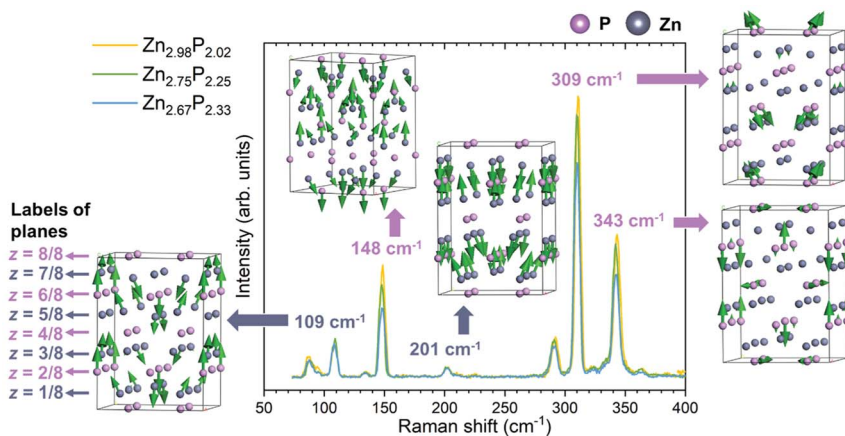 Zn2.98P2.02
Zn2.75P2.25
Zn2.67P2.33
P Zn
309 cm-1
343 cm-1
148 cm-1
201 cm-1
109 cm-1
Labels of
planes
z = 8/8
z = 7/8
z = 6/8
z = 5/8
z = 4/8
z = 3/8
z = 2/8
z = 1/8
Intensity (arb. units)
50 100 150 200 250 300 350 400
Raman shift (cm-1)